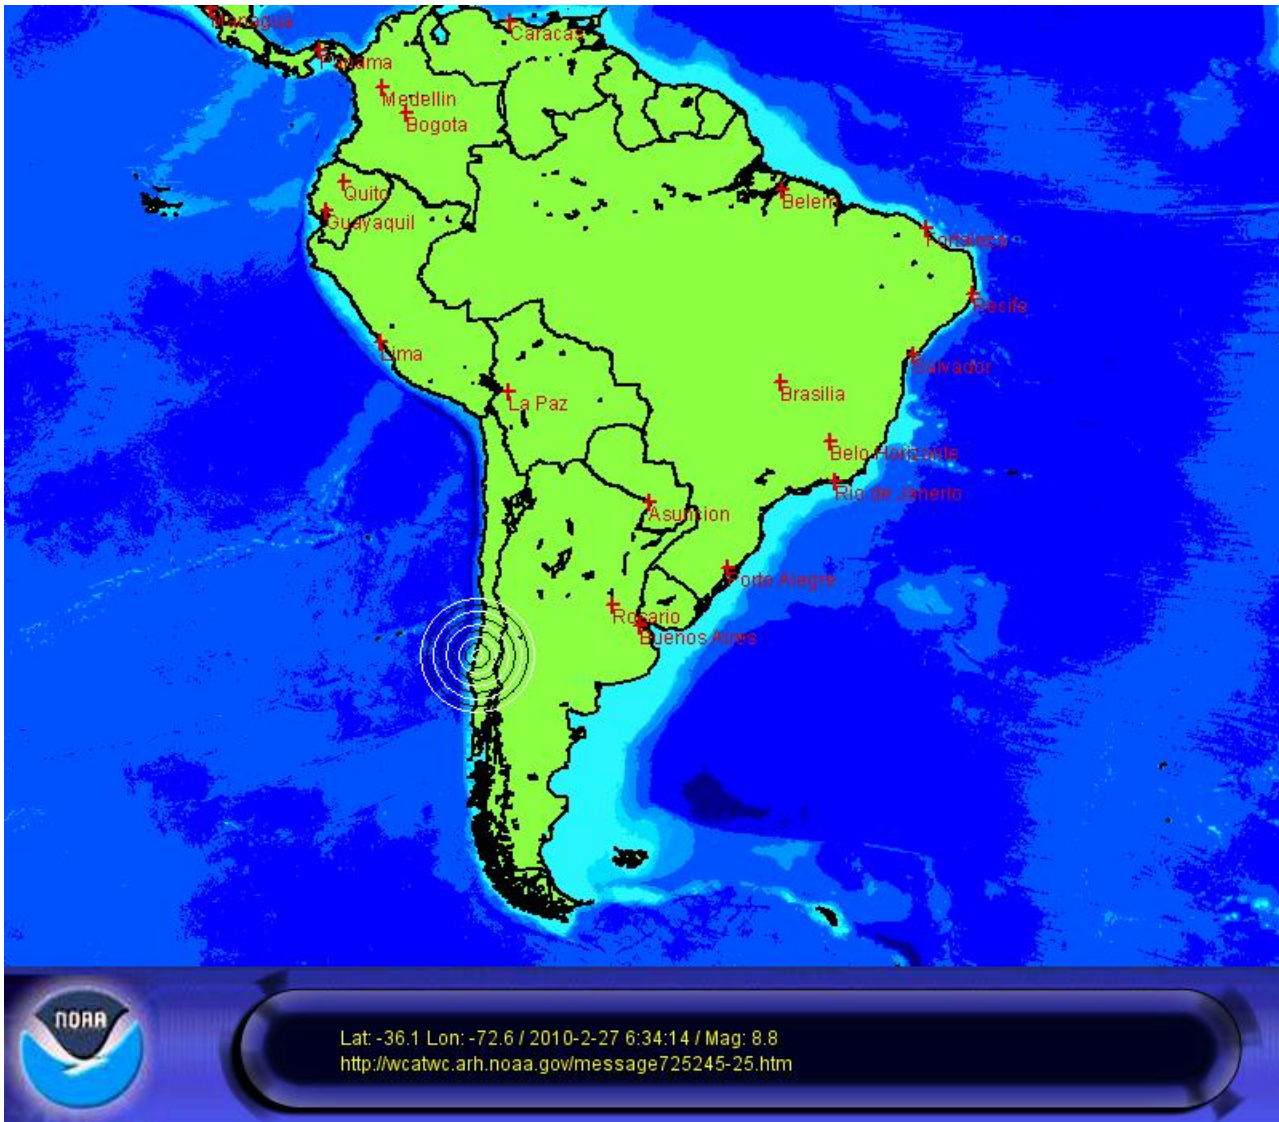 Managua
Caracas
Panama
Medellin
Bogota
Quito
Guayaquil
Belem
Fortaleza
Recife
Lima
Salvador
La Paz
Brasilia
Belo Horizonte
Rio de Janerio
Asuncion
Porto Alegre
Rosario
Buenos Aires
NOAA
Lat: -36.1 Lon: -72.6 / 2010-2-27 6:34:14 / Mag: 8.8
http://wcatwc.arh.noaa.gov/message725245-25.htm